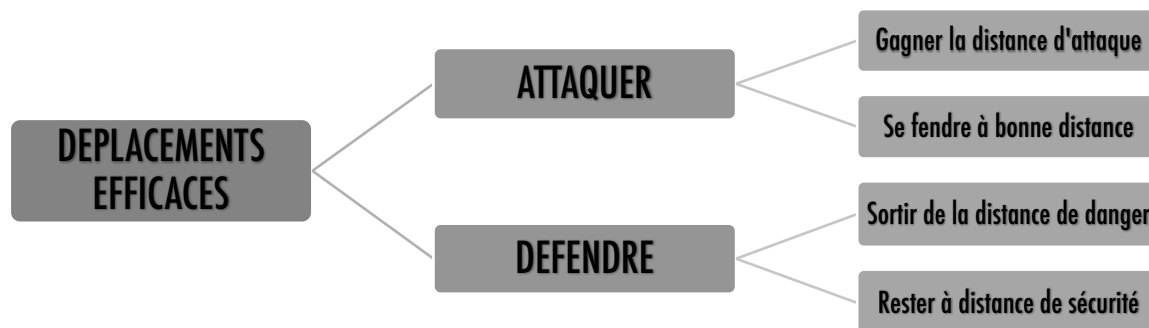 DEPLACEMENTS
EFFICACES
ATTAQUER
Gagner la distance d'attaque
Se fendre à bonne distance
DEFENDRE
Sortir de la distance de danger
Rester à distance de sécurité